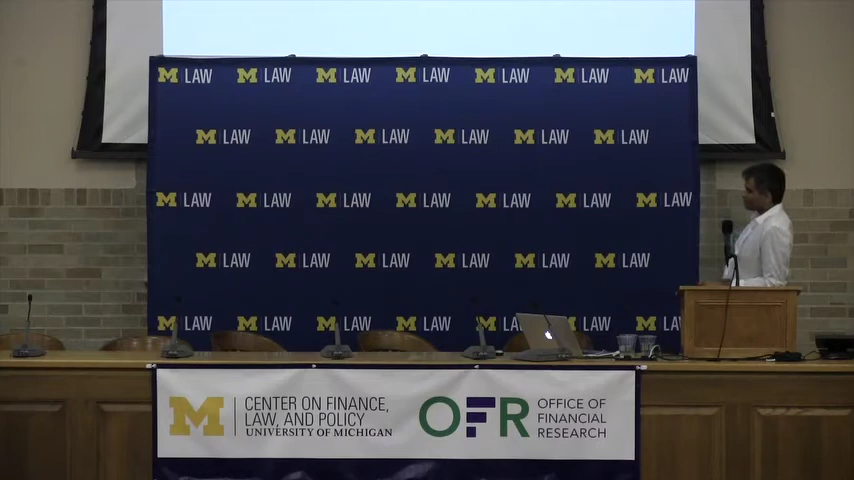 M LAW M LAW M LAW M LAW M LAW M LAW M LAW
M LAW M LAW M LAW M LAW M LAW M LAW
M LAW M LAW M LAW M LAW M LAW M LAW M LAW
M LAW M LAW M LAW M LAW M LAW M LAW
M LAW M LAW M LAW M LAW M LAW M M LA
M
CENTER ON FINANCE,
LAW, AND POLICY
UNIVERSITY OF MICHIGAN
OFR
OFFICE OF
FINANCIAL
RESEARCH